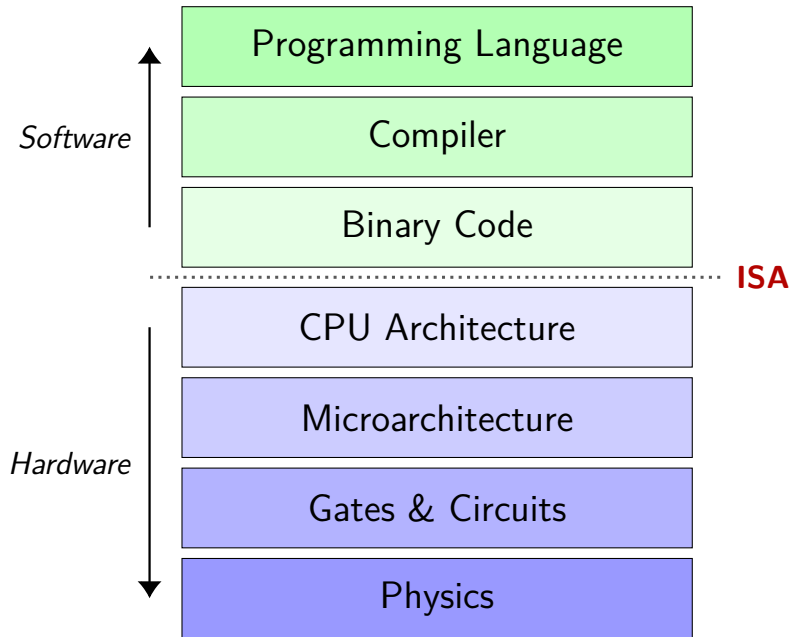 Programming Language
Software
Compiler
Binary Code
ISA
CPU Architecture
Microarchitecture
Hardware
Gates & Circuits
Physics